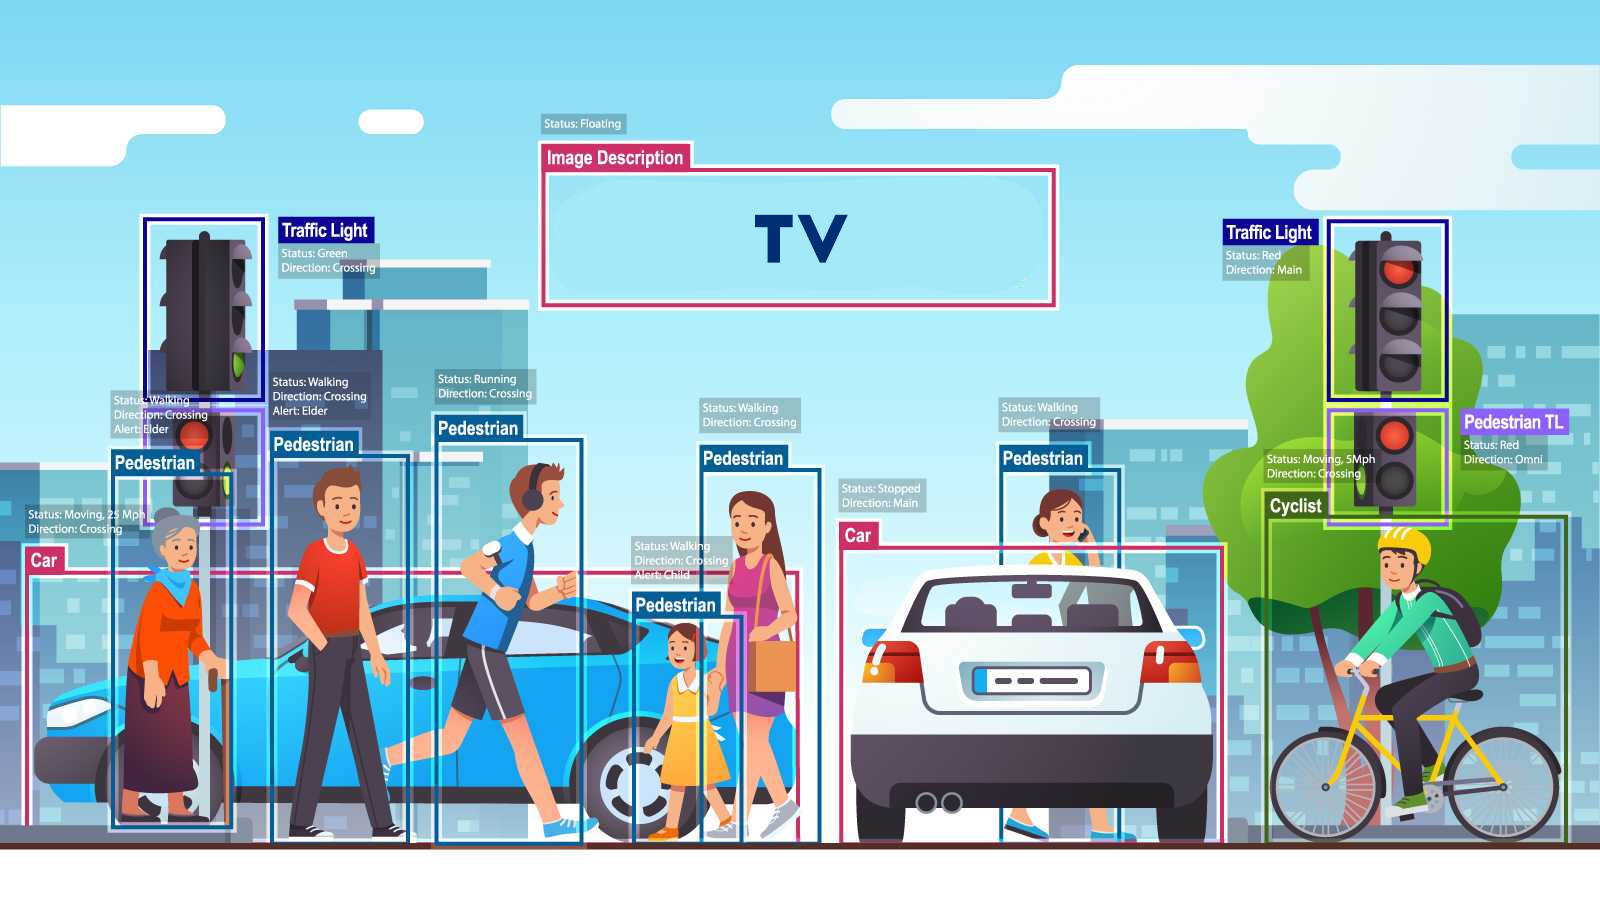 Status: Floating
Image Description
TV
Traffic Light
Status: Green
Direction: Crossing
Traffic Light
Status: Red
Direction: Main
Status: Walking
Direction: Crossing
Alert: Elder
Pedestrian
Status: Walking
Direction: Crossing
Alert: Elder
Pedestrian
Status: Running
Direction: Crossing
Pedestrian
Status: Walking
Direction: Crossing
Pedestrian
Status: Walking
Direction: Crossing
Pedestrian
Pedestrian TL
Status: Red
Direction: Omni
Status: Moving, 5Mph
Direction: Crossing
Cyclist
Status: Moving, 25 Mph
Direction: Crossing
Car
Status: Stopped
Direction: Main
Car
Status: Walking
Direction: Crossing
Alert: Child
Pedestrian